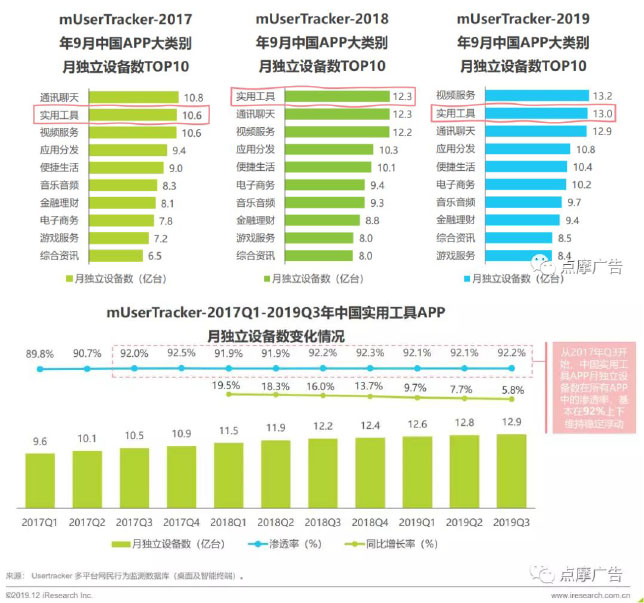 mUserTracker-2017
年9月中国APP大类别
月独立设备数TOP10
通讯聊天 10.8
实用工具 10.6
视频服务 10.6
应用分发 9.4
便捷生活 9.0
音乐音频 8.3
金融理财 8.1
电子商务 7.8
游戏服务 7.2
综合资讯 6.5
月独立设备数（亿台）
mUserTracker-2018
年9月中国APP大类别
月独立设备数TOP10
实用工具 12.3
通讯聊天 12.3
视频服务 12.2
应用分发 10.3
便捷生活 10.1
电子商务 9.4
音乐音频 9.3
金融理财 8.8
游戏服务 8.0
综合资讯 8.0
月独立设备数（亿台）
mUserTracker-2019
年9月中国APP大类别
月独立设备数TOP10
视频服务 13.2
实用工具 13.0
通讯聊天 12.9
应用分发 10.8
便捷生活 10.4
电子商务 10.2
音乐音频 9.7
金融理财 9.4
综合资讯 8.5
游戏服务 8.4
月独立设备数（亿台）
点摩广告
mUserTracker-2017Q1-2019Q3年中国实用工具APP
月独立设备数变化情况
89.8% 90.7% 92.0% 92.5% 91.9% 91.9% 92.2% 92.3% 92.1% 92.1% 92.2%
19.5% 18.3% 16.0% 13.7% 9.7% 7.7% 5.8%
9.6 10.1 10.5 10.9 11.5 11.9 12.2 12.4 12.6 12.8 12.9
2017Q1 2017Q2 2017Q3 2017Q4 2018Q1 2018Q2 2018Q3 2018Q4 2019Q1 2019Q2 2019Q3
月独立设备数（亿台） 渗透率（%） 同比增长率（%）
从2017年Q3开
始，中国实用工
具APP月独立设
备数在所有APP
中的渗透率，基
本在92%上下
维持稳定浮动
来源： Usertracker 多平台网民行为监测数据库（桌面及智能终端）。
点摩广告
©2019.12 iResearch Inc.
www.iresearch.com.cn